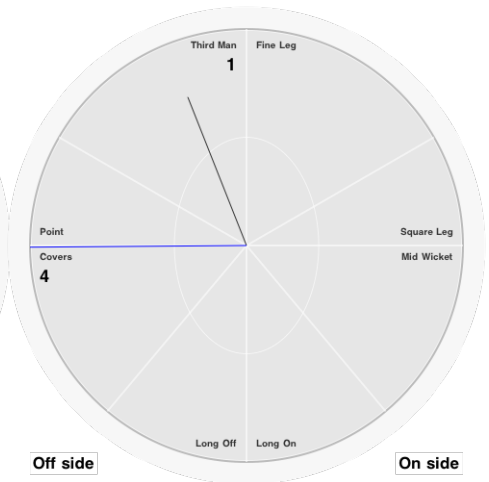 Third Man
1
Fine Leg
Point
Covers
4
Square Leg
Mid Wicket
Long Off
Long On
Off side
On side